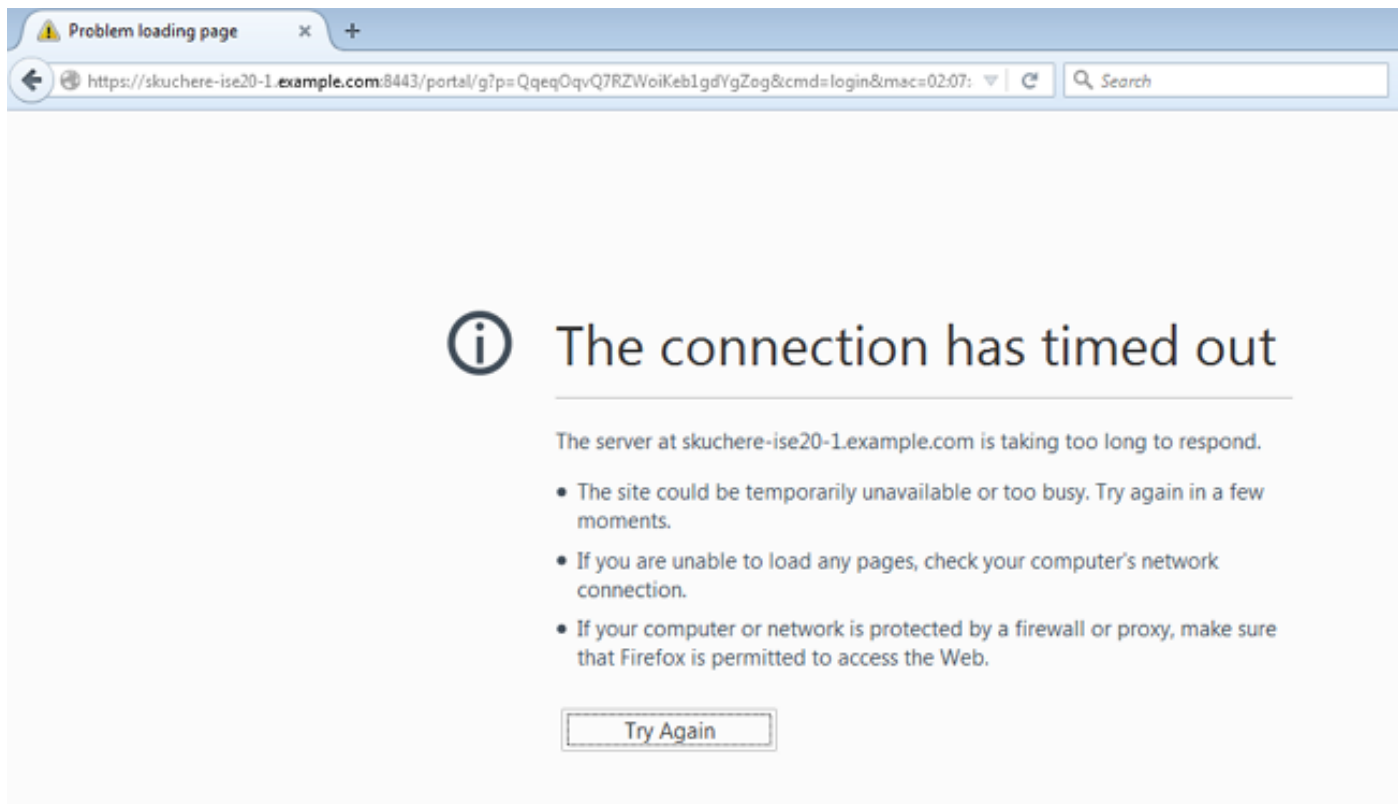 Problem loading page
https://skuchere-ise20-1.example.com:8443/portal/g?p=QqeqOqvQ7RZWoiKeb1gdYgZog&cmd=login&mac=02:07:
Search
The connection has timed out
The server at skuchere-ise20-1.example.com is taking too long to respond.
• The site could be temporarily unavailable or too busy. Try again in a few
moments.
• If you are unable to load any pages, check your computer's network
connection.
• If your computer or network is protected by a firewall or proxy, make sure
that Firefox is permitted to access the Web.
Try Again